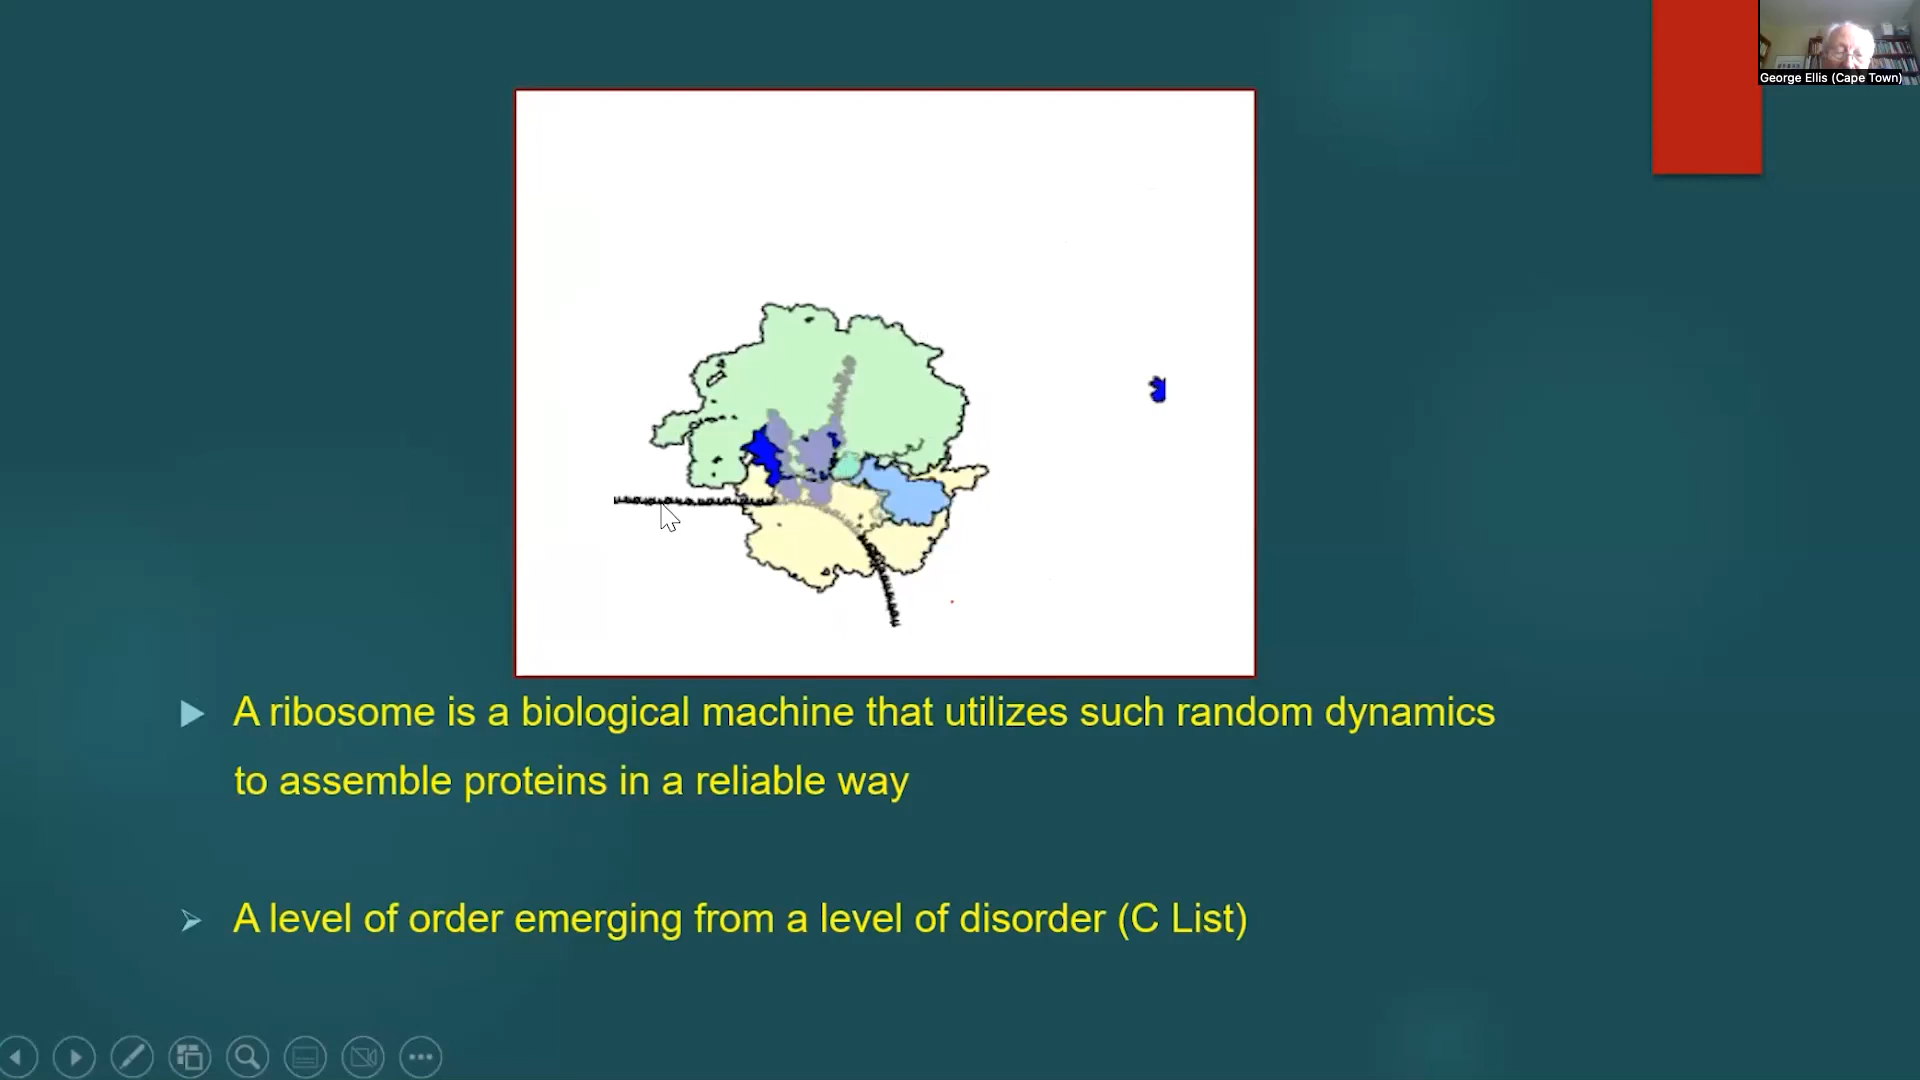 George Ellis (Cape Town)
A ribosome is a biological machine that utilizes such random dynamics
to assemble proteins in a reliable way
A level of order emerging from a level of disorder (C List)